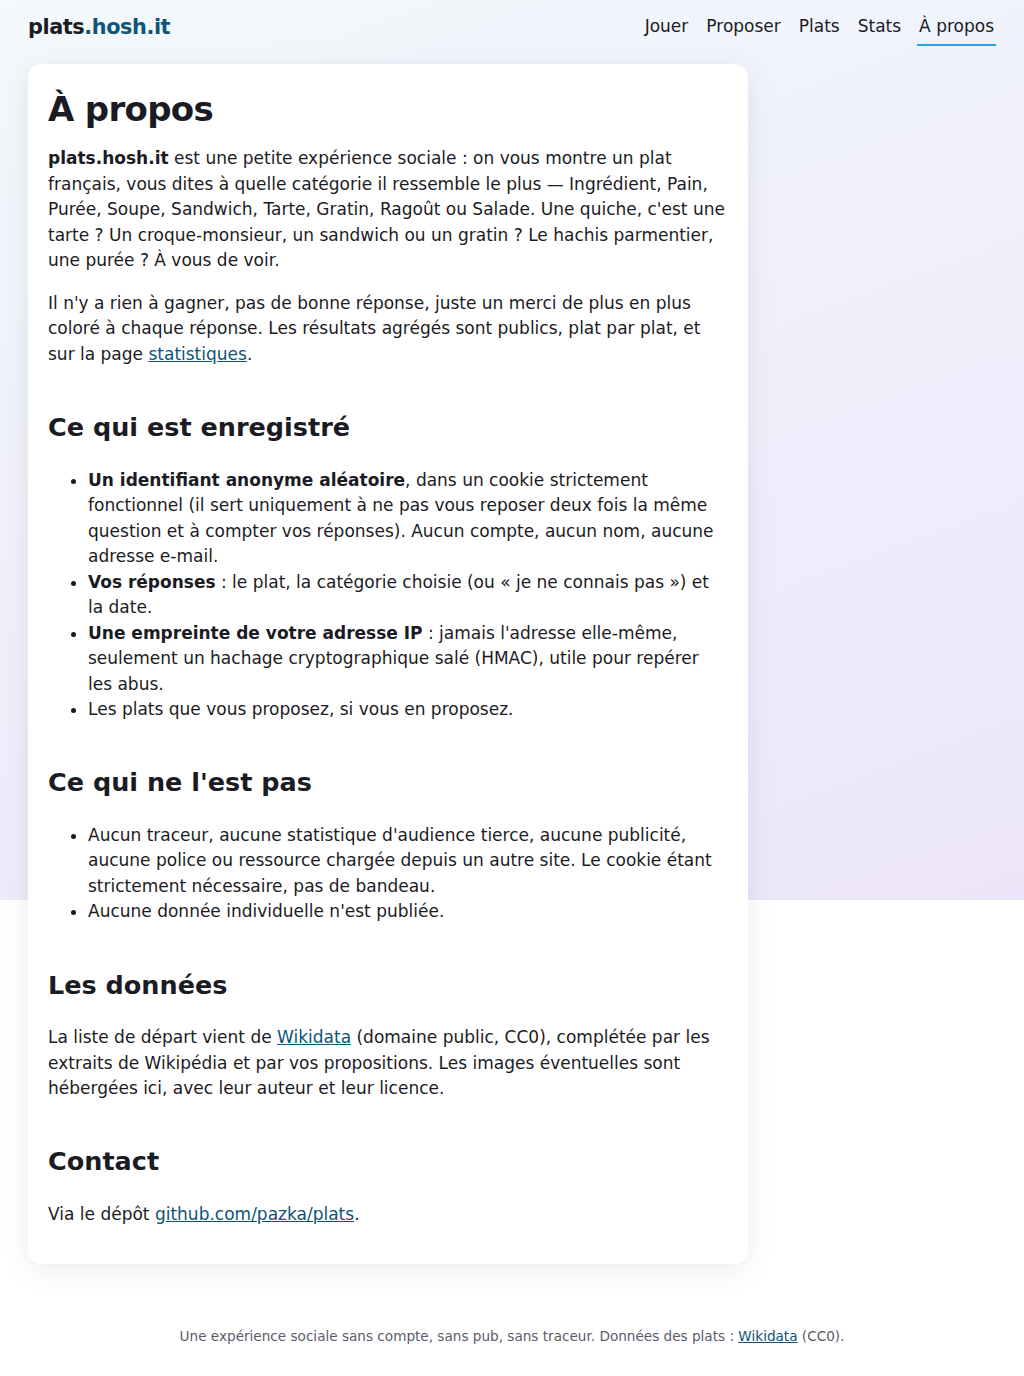 plats.hosh.it
Jouer Proposer Plats Stats À propos
À propos
plats.hosh.it est une petite expérience sociale : on vous montre un plat
français, vous dites à quelle catégorie il ressemble le plus — Ingrédient, Pain,
Purée, Soupe, Sandwich, Tarte, Gratin, Ragoût ou Salade. Une quiche, c'est une
tarte ? Un croque-monsieur, un sandwich ou un gratin ? Le hachis parmentier,
une purée ? À vous de voir.
Il n'y a rien à gagner, pas de bonne réponse, juste un merci de plus en plus
coloré à chaque réponse. Les résultats agrégés sont publics, plat par plat, et
sur la page statistiques.
Ce qui est enregistré
• Un identifiant anonyme aléatoire, dans un cookie strictement
fonctionnel (il sert uniquement à ne pas vous reposer deux fois la même
question et à compter vos réponses). Aucun compte, aucun nom, aucune
adresse e-mail.
• Vos réponses : le plat, la catégorie choisie (ou « je ne connais pas ») et
la date.
• Une empreinte de votre adresse IP : jamais l'adresse elle-même,
seulement un hachage cryptographique salé (HMAC), utile pour repérer
les abus.
• Les plats que vous proposez, si vous en proposez.
Ce qui ne l'est pas
• Aucun traceur, aucune statistique d'audience tierce, aucune publicité,
aucune police ou ressource chargée depuis un autre site. Le cookie étant
strictement nécessaire, pas de bandeau.
• Aucune donnée individuelle n'est publiée.
Les données
La liste de départ vient de Wikidata (domaine public, CC0), complétée par les
extraits de Wikipédia et par vos propositions. Les images éventuelles sont
hébergées ici, avec leur auteur et leur licence.
Contact
Via le dépôt github.com/pazka/plats.
Une expérience sociale sans compte, sans pub, sans traceur. Données des plats : Wikidata (CC0).